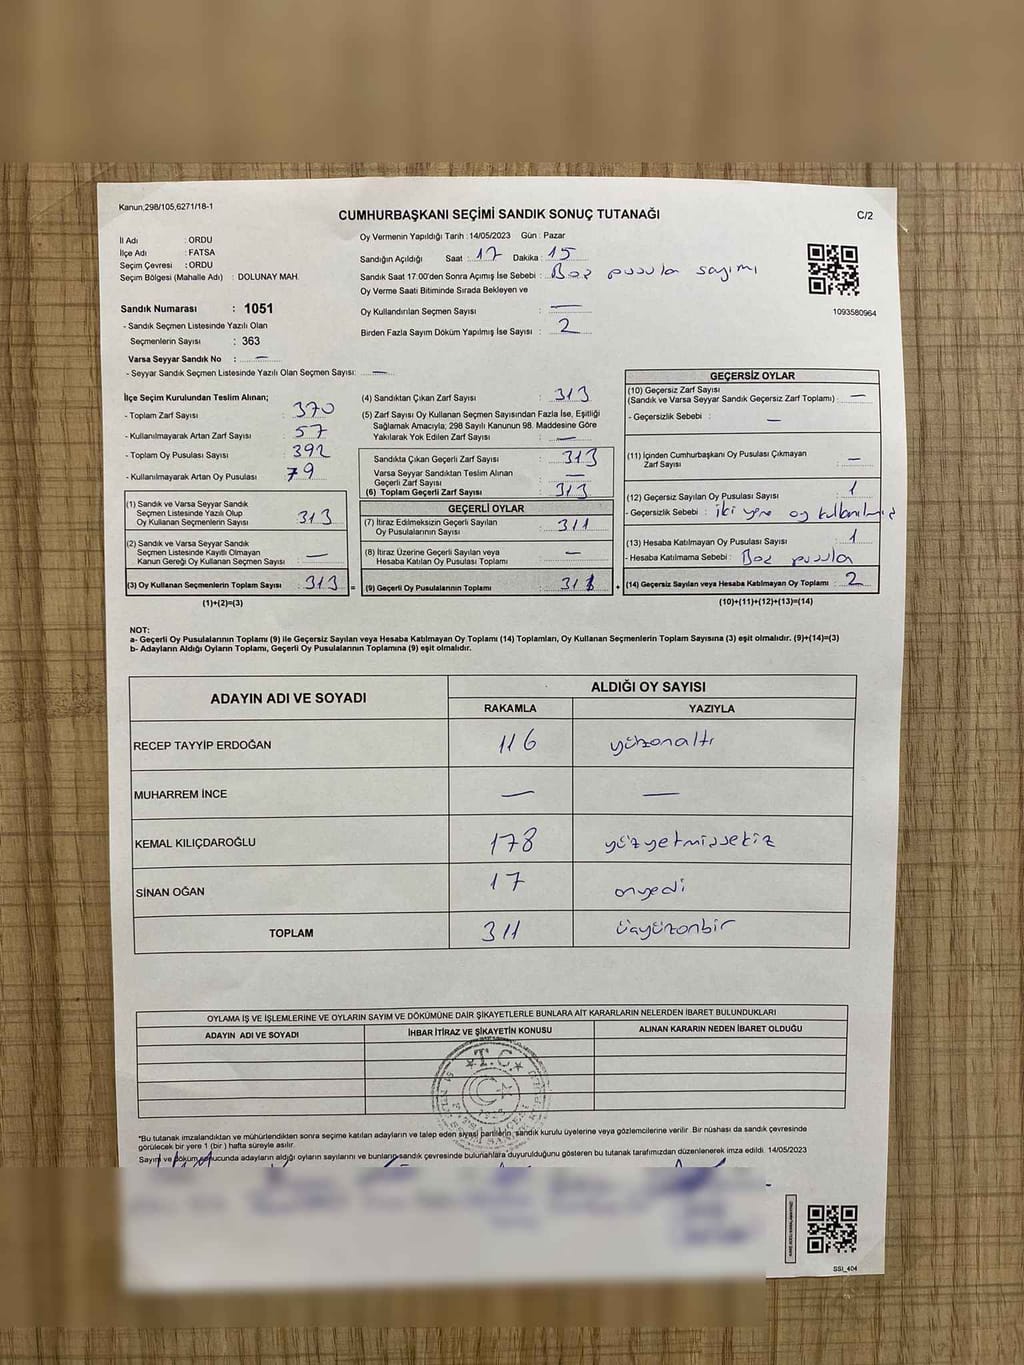 Kanun,298/105,6271/18-1
CUMHURBAŞKANI SEÇİMİ SANDIK SONUÇ TUTANAĞI
C/2
İl Adı : ORDU
İlçe Adı : FATSA
Seçim Çevresi : ORDU
Seçim Bölgesi (Mahalle Adı) : DOLUNAY MAH.
Sandık Numarası : 1051
- Sandık Seçmen Listesinde Yazılı Olan
Seçmenlerin Sayısı : 363
Varsa Seyyar Sandık No : —
- Seyyar Sandık Seçmen Listesinde Yazılı Olan Seçmen Sayısı: —
Oy Vermenin Yapıldığı Tarih : 14/05/2023 Gün : Pazar
Sandığın Açıldığı Saat : 17 Dakika : 15
Sandık Saat 17:00'den Sonra Açımış İse Sebebi : Boz pusula sayımı
Oy Verme Saati Bitiminde Sırada Bekleyen ve
Oy Kullandırılan Seçmen Sayısı : —
Birden Fazla Sayım Döküm Yapılmış İse Sayısı : 2
1093580964
İlçe Seçim Kurulundan Teslim Alınan;
- Toplam Zarf Sayısı : 370
- Kullanılmayarak Artan Zarf Sayısı : 57
- Toplam Oy Pusulası Sayısı : 392
- Kullanılmayarak Artan Oy Pusulası : 79
(1) Sandık ve Varsa Seyyar Sandık
Seçmen Listesinde Yazılı Olup
Oy Kullanan Seçmenlerin Sayısı : 313
(2) Sandık ve Varsa Seyyar Sandık
Seçmen Listesinde Kayıtlı Olmayan
Kanun Gereği Oy Kullanan Seçmen Sayısı : —
(3) Oy Kullanan Seçmenlerin Toplam Sayısı : 313 =
(1)+(2)=(3)
(4) Sandıktan Çıkan Zarf Sayısı : 313
(5) Zarf Sayısı Oy Kullanan Seçmen Sayısından Fazla İse, Eşitliği
Sağlamak Amacıyla; 298 Sayılı Kanunun 98. Maddesine Göre
Yakılarak Yok Edilen Zarf Sayısı : —
Sandıkta Çıkan Geçerli Zarf Sayısı : 313
Varsa Seyyar Sandıktan Teslim Alınan
Geçerli Zarf Sayısı : —
(6) Toplam Geçerli Zarf Sayısı : 313
GEÇERLİ OYLAR
(7) İtiraz Edilmeksizin Geçerli Sayılan
Oy Pusulalarının Sayısı : 311
(8) İtiraz Üzerine Geçerli Sayılan veya
Hesaba Katılan Oy Pusulası Toplamı : —
(9) Geçerli Oy Pusulalarının Toplamı : 311 +
GEÇERSİZ OYLAR
(10) Geçersiz Zarf Sayısı
(Sandık ve Varsa Seyyar Sandık Geçersiz Zarf Toplamı) : —
- Geçersizlik Sebebi : —
(11) İçinden Cumhurbaşkanı Oy Pusulası Çıkmayan
Zarf Sayısı : —
(12) Geçersiz Sayılan Oy Pusulası Sayısı : 1
- Geçersizlik Sebebi : iki yere oy kullanılmış
(13) Hesaba Katılmayan Oy Pusulası Sayısı : 1
- Hesaba Katılmama Sebebi : Boz pusula
(14) Geçersiz Sayılan veya Hesaba Katılmayan Oy Toplamı : 2
(10)+(11)+(12)+(13)=(14)
NOT:
a- Geçerli Oy Pusulalarının Toplamı (9) ile Geçersiz Sayılan veya Hesaba Katılmayan Oy Toplamı (14) Toplamları, Oy Kullanan Seçmenlerin Toplam Sayısına (3) eşit olmalıdır. (9)+(14)=(3)
b- Adayların Aldığı Oyların Toplamı, Geçerli Oy Pusulalarının Toplamına (9) eşit olmalıdır.
ADAYIN ADI VE SOYADI
ALDIĞI OY SAYISI
RAKAMLA YAZIYLA
RECEP TAYYİP ERDOĞAN 116 yüzonaltı
MUHARREM İNCE — —
KEMAL KILIÇDAROĞLU 178 yüzyetmişsekiz
SİNAN OĞAN 17 onyedi
TOPLAM 311 üçyüzonbir
OYLAMA İŞ VE İŞLEMLERİNE VE OYLARIN SAYIM VE DÖKÜMÜNE DAİR ŞİKAYETLERLE BUNLARA AİT KARARLARIN NELERDEN İBARET BULUNDUKLARI
ADAYIN ADI VE SOYADI İHBAR İTİRAZ VE ŞİKAYETİN KONUSU ALINAN KARARIN NEDEN İBARET OLDUĞU
T.C.
*Bu tutanak imzalandıktan ve mühürlendikten sonra seçime katılan adayların ve talep eden siyasi partilerin, sandık kurulu üyelerine veya gözlemcilerine verilir. Bir nüshası da sandık çevresinde
görülecek bir yere 1 (bir) hafta süreyle asılır.
Sayım ve döküm sonucunda adayların aldığı oyların sayılarını ve bunların sandık çevresinde bulunanlara duyurulduğunu gösteren bu tutanak tarafımızdan düzenlenerek imza edildi. 14/05/2023
SSI_404